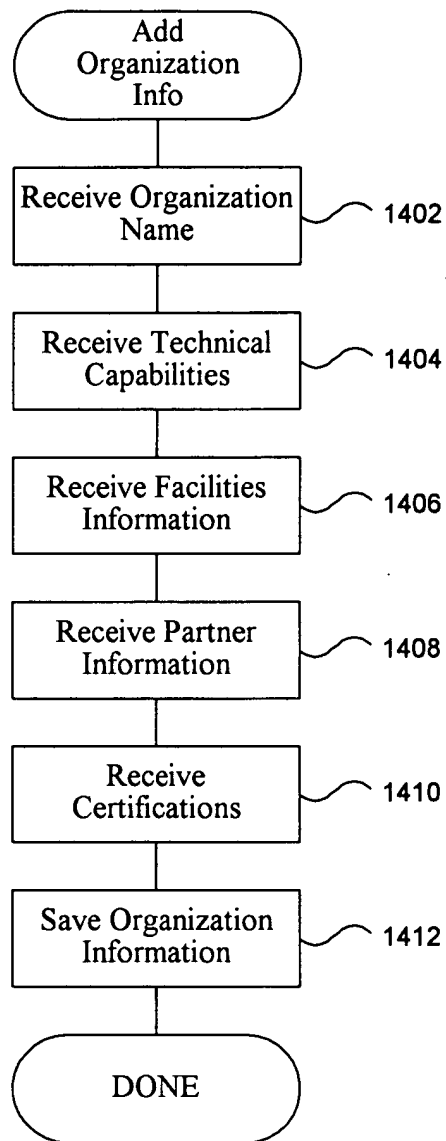 Add
Organization
Info
Receive Organization
Name
1402
Receive Technical
Capabilities
1404
Receive Facilities
Information
1406
Receive Partner
Information
1408
Receive
Certifications
1410
Save Organization
Information
1412
DONE